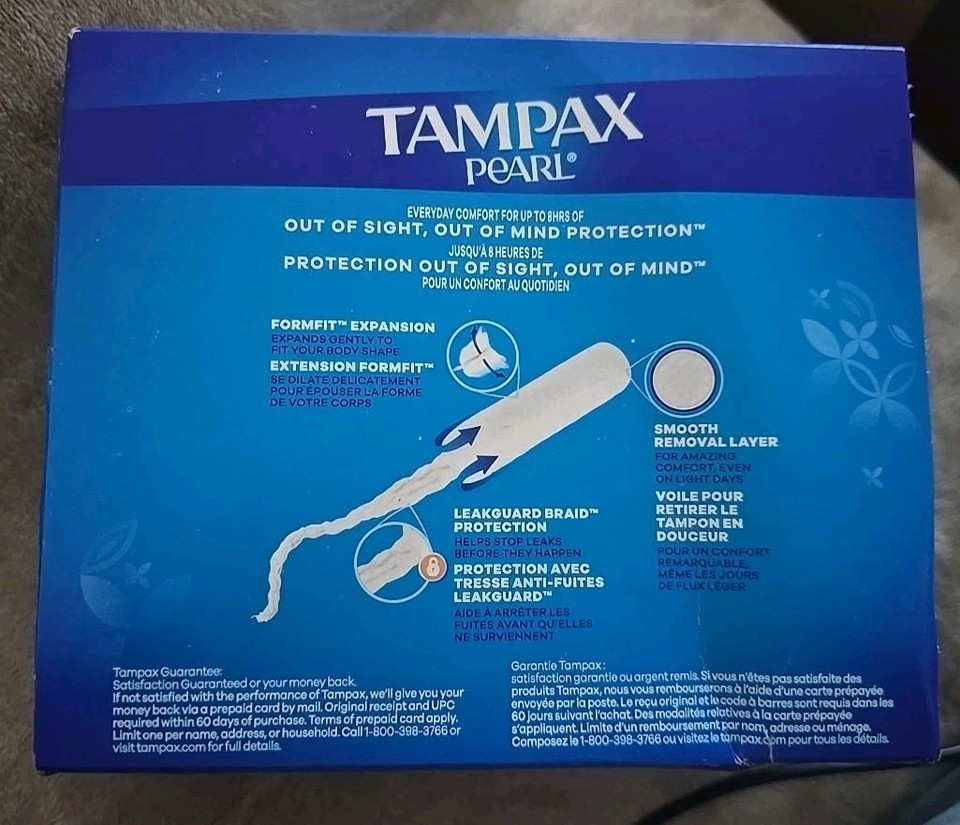 TAMPAX
PEARL®
EVERYDAY COMFORT FOR UP TO 8HRS OF
OUT OF SIGHT, OUT OF MIND PROTECTION™
JUSQU'À 8 HEURES DE
PROTECTION OUT OF SIGHT, OUT OF MIND™
POUR UN CONFORT AU QUOTIDIEN
FORMFIT™ EXPANSION
EXPANDS GENTLY TO
FIT YOUR BODY SHAPE
EXTENSION FORMFIT™
SE DILATE DÉLICATEMENT
POUR ÉPOUSER LA FORME
DE VOTRE CORPS
SMOOTH
REMOVAL LAYER
FOR AMAZING
COMFORT, EVEN
ON LIGHT DAYS
VOILE POUR
RETIRER LE
TAMPON EN
DOUCEUR
POUR UN CONFORT
REMARQUABLE,
MÊME LES JOURS
DE FLUX LÉGER
LEAKGUARD BRAID™
PROTECTION
HELPS STOP LEAKS
BEFORE THEY HAPPEN
PROTECTION AVEC
TRESSE ANTI-FUITES
LEAKGUARD™
AIDE À ARRÊTER LES
FUITES AVANT QU'ELLES
NE SURVIENNENT
Tampax Guarantee:
Satisfaction Guaranteed or your money back.
If not satisfied with the performance of Tampax, we'll give you your
money back via a prepaid card by mail. Original receipt and UPC
required within 60 days of purchase. Terms of prepaid card apply.
Limit one per name, address, or household. Call 1-800-398-3766 or
visit tampax.com for full details.
Garantie Tampax :
satisfaction garantie ou argent remis. Si vous n'êtes pas satisfaite des
produits Tampax, nous vous rembourserons à l'aide d'une carte prépayée
envoyée par la poste. Le reçu original et le code à barres sont requis dans les
60 jours suivant l'achat. Des modalités relatives à la carte prépayée
s'appliquent. Limite d'un remboursement par nom, adresse ou ménage.
Composez le 1-800-398-3766 ou visitez le tampax.com pour tous les détails.